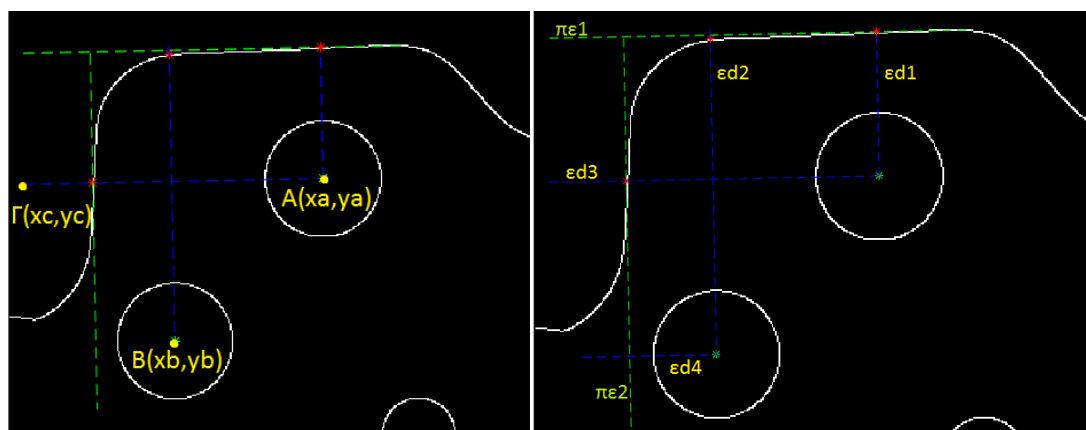 Γ(xc,yc)
A(xa,ya)
B(xb,yb)
πε1
εd2
εd1
εd3
εd4
πε2